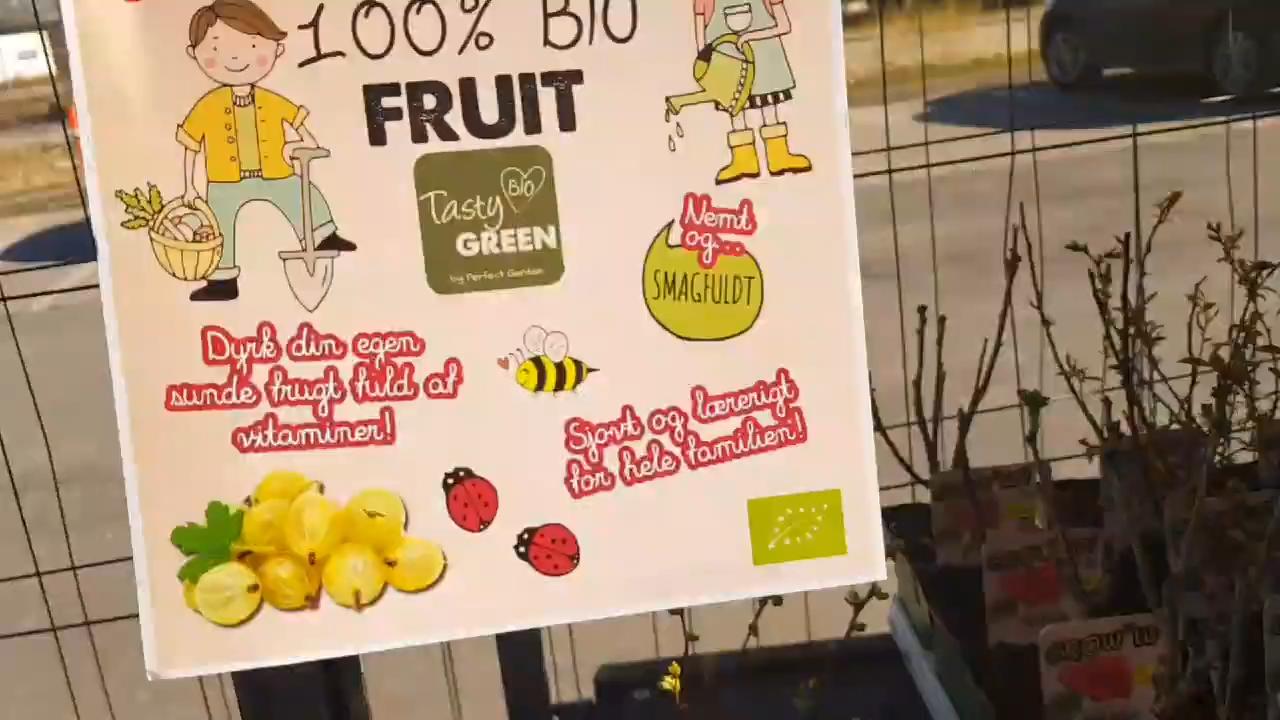 100% BIO
FRUIT
Tasty BIO
GREEN
by Perfect Garden
Nemt
og...
SMAGFULDT
Dyrk din egen
sunde frugt fuld af
vitaminer!
Sjovt og lærerigt
for hele familien!
GROW'IN